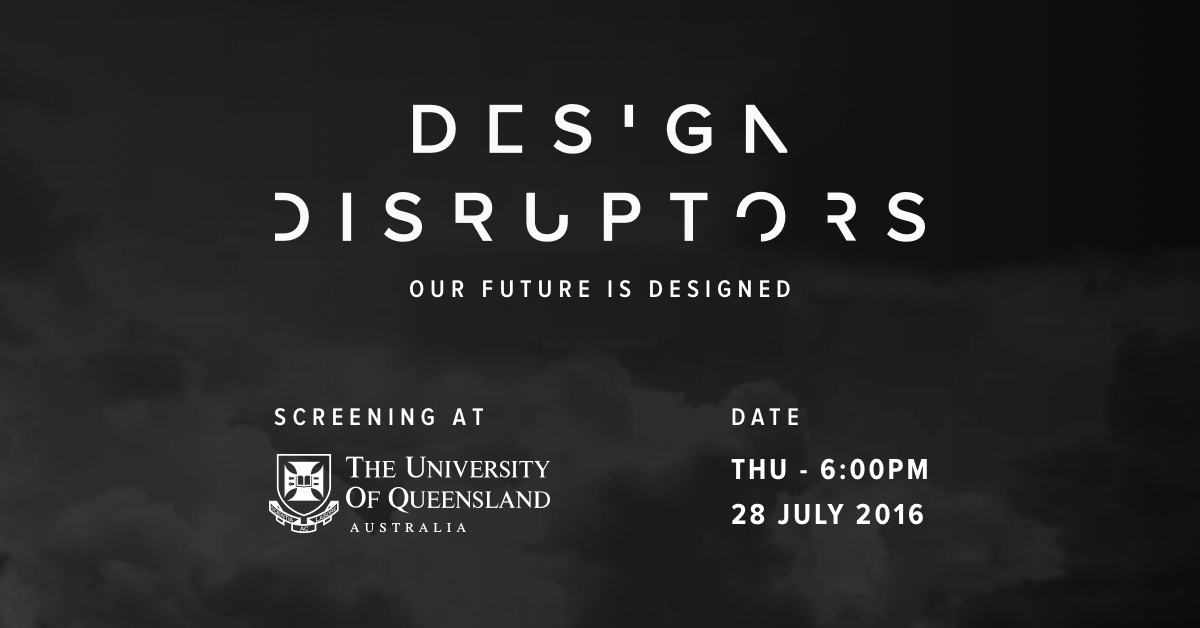 DESIGN
DISRUPTORS
OUR FUTURE IS DESIGNED
SCREENING AT
THE UNIVERSITY
OF QUEENSLAND
AUSTRALIA
DATE
THU - 6:00PM
28 JULY 2016